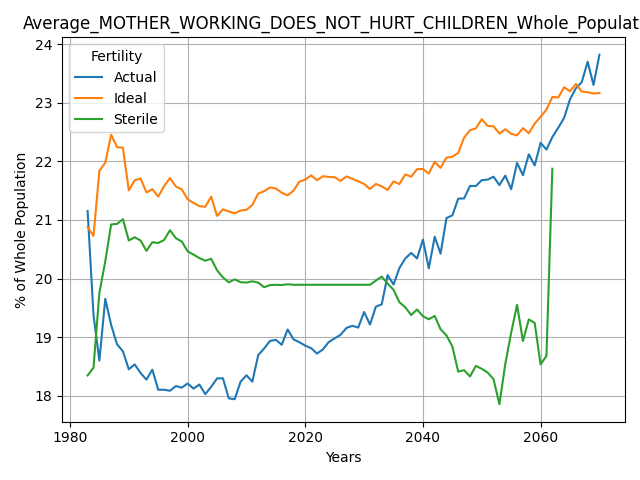 Average_MOTHER_WORKING_DOES_NOT_HURT_CHILDREN_Whole_Populat
Fertility
Actual
Ideal
Sterile
24
23
22
21
20
19
18
% of Whole Population
1980
2000
2020
2040
2060
Years